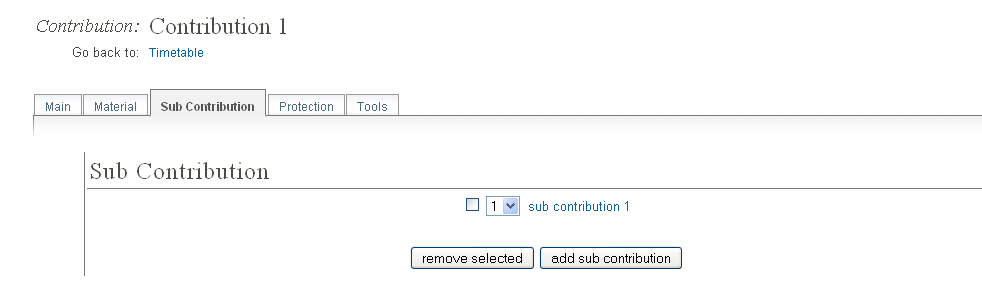 Contribution: Contribution 1
Go back to: Timetable
Main Material Sub Contribution Protection Tools
Sub Contribution
1 sub contribution 1
remove selected add sub contribution